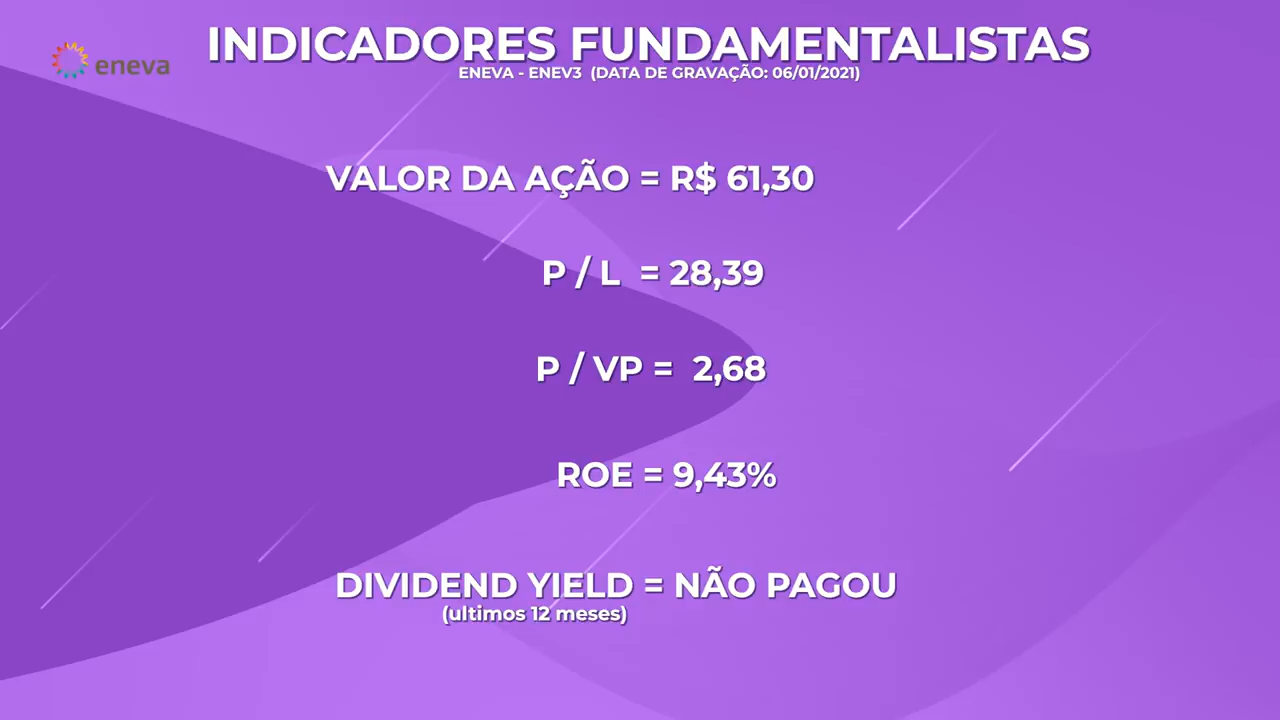 eneva
INDICADORES FUNDAMENTALISTAS
ENEVA - ENEV3 (DATA DE GRAVAÇÃO: 06/01/2021)
VALOR DA AÇÃO = R$ 61,30
P / L = 28,39
P / VP = 2,68
ROE = 9,43%
DIVIDEND YIELD = NÃO PAGOU
(ultimos 12 meses)